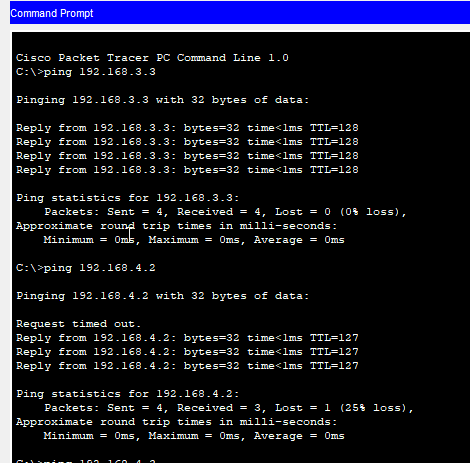 Command Prompt
Cisco Packet Tracer PC Command Line 1.0
C:\>ping 192.168.3.3
Pinging 192.168.3.3 with 32 bytes of data:
Reply from 192.168.3.3: bytes=32 time<1ms TTL=128
Reply from 192.168.3.3: bytes=32 time<1ms TTL=128
Reply from 192.168.3.3: bytes=32 time<1ms TTL=128
Reply from 192.168.3.3: bytes=32 time<1ms TTL=128
Ping statistics for 192.168.3.3:
Packets: Sent = 4, Received = 4, Lost = 0 (0% loss),
Approximate round trip times in milli-seconds:
Minimum = 0ms, Maximum = 0ms, Average = 0ms
C:\>ping 192.168.4.2
Pinging 192.168.4.2 with 32 bytes of data:
Request timed out.
Reply from 192.168.4.2: bytes=32 time<1ms TTL=127
Reply from 192.168.4.2: bytes=32 time<1ms TTL=127
Reply from 192.168.4.2: bytes=32 time<1ms TTL=127
Ping statistics for 192.168.4.2:
Packets: Sent = 4, Received = 3, Lost = 1 (25% loss),
Approximate round trip times in milli-seconds:
Minimum = 0ms, Maximum = 0ms, Average = 0ms
C:\>ping